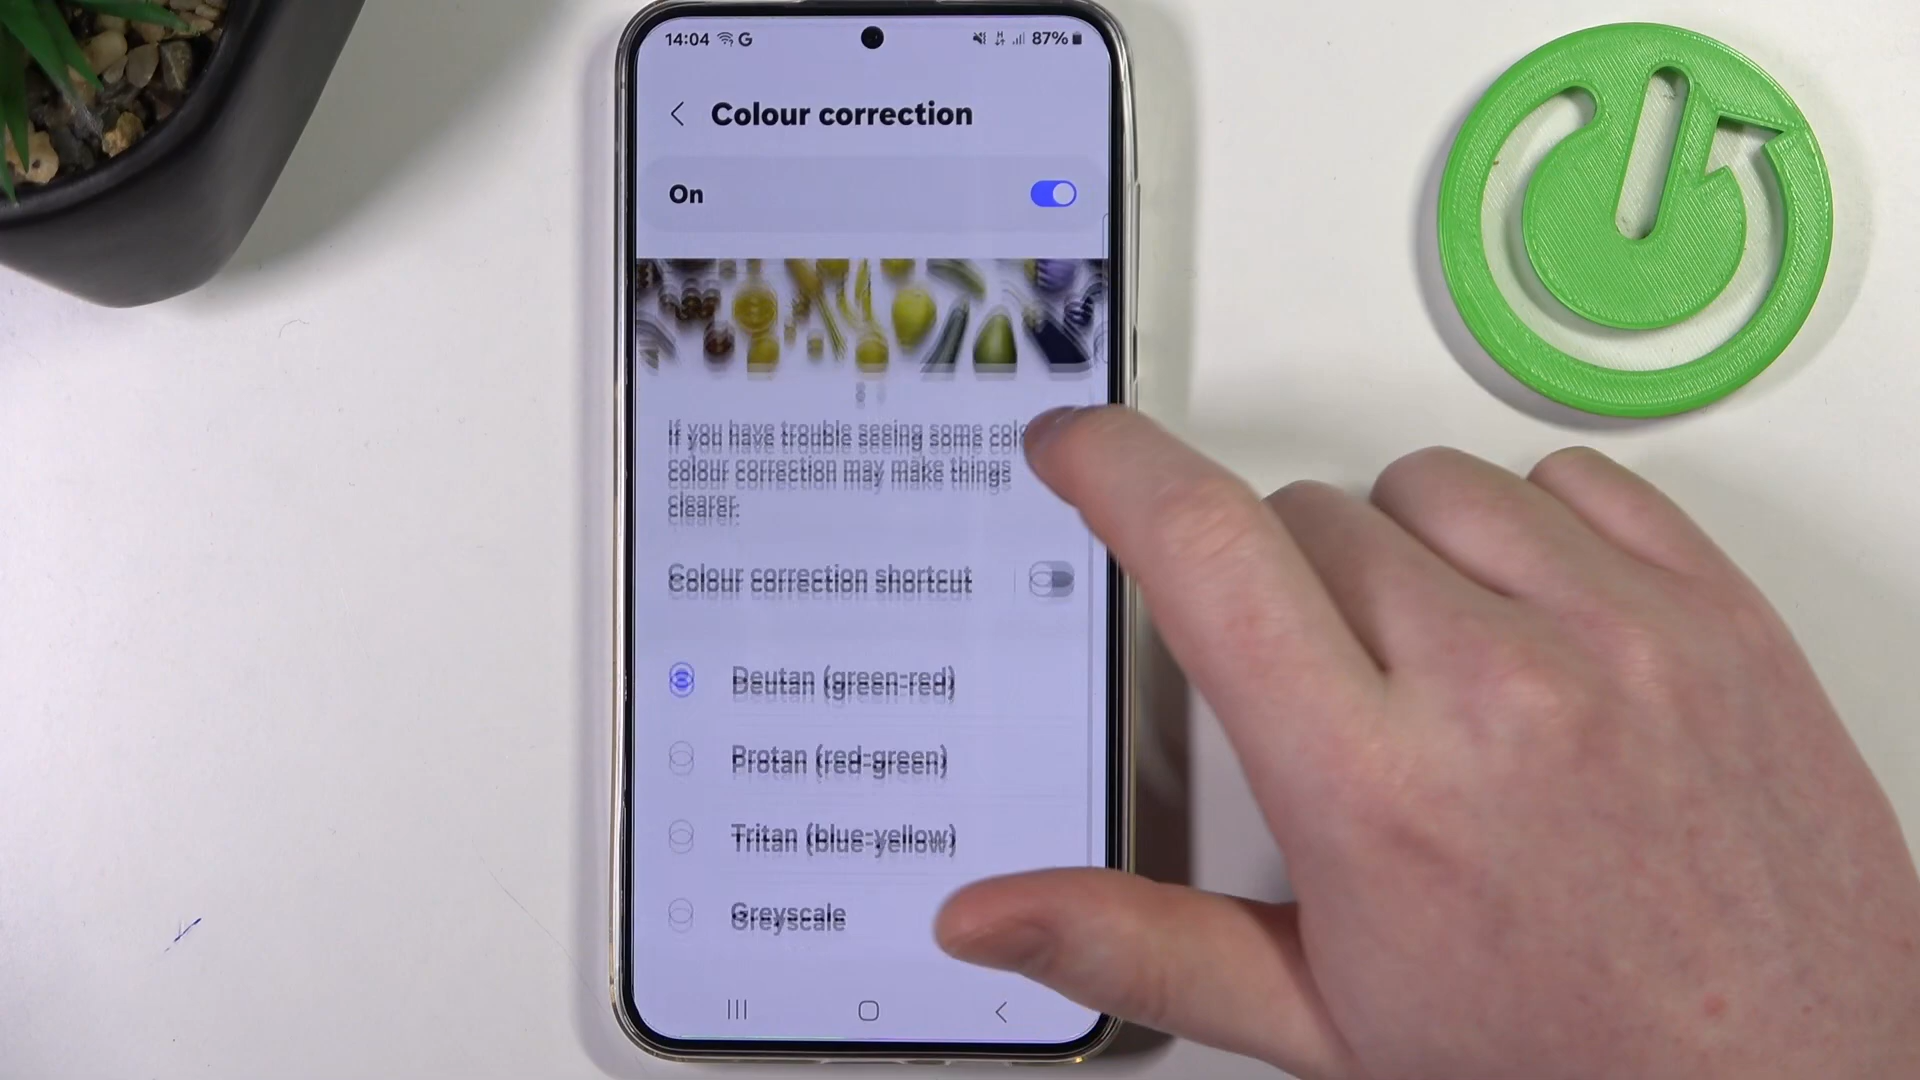 14:04 G 87%
Colour correction
On
If you have trouble seeing some
colour correction may make things
clearer.
Colour correction shortcut
Deutan (green-red)
Protan (red-green)
Tritan (blue-yellow)
Greyscale